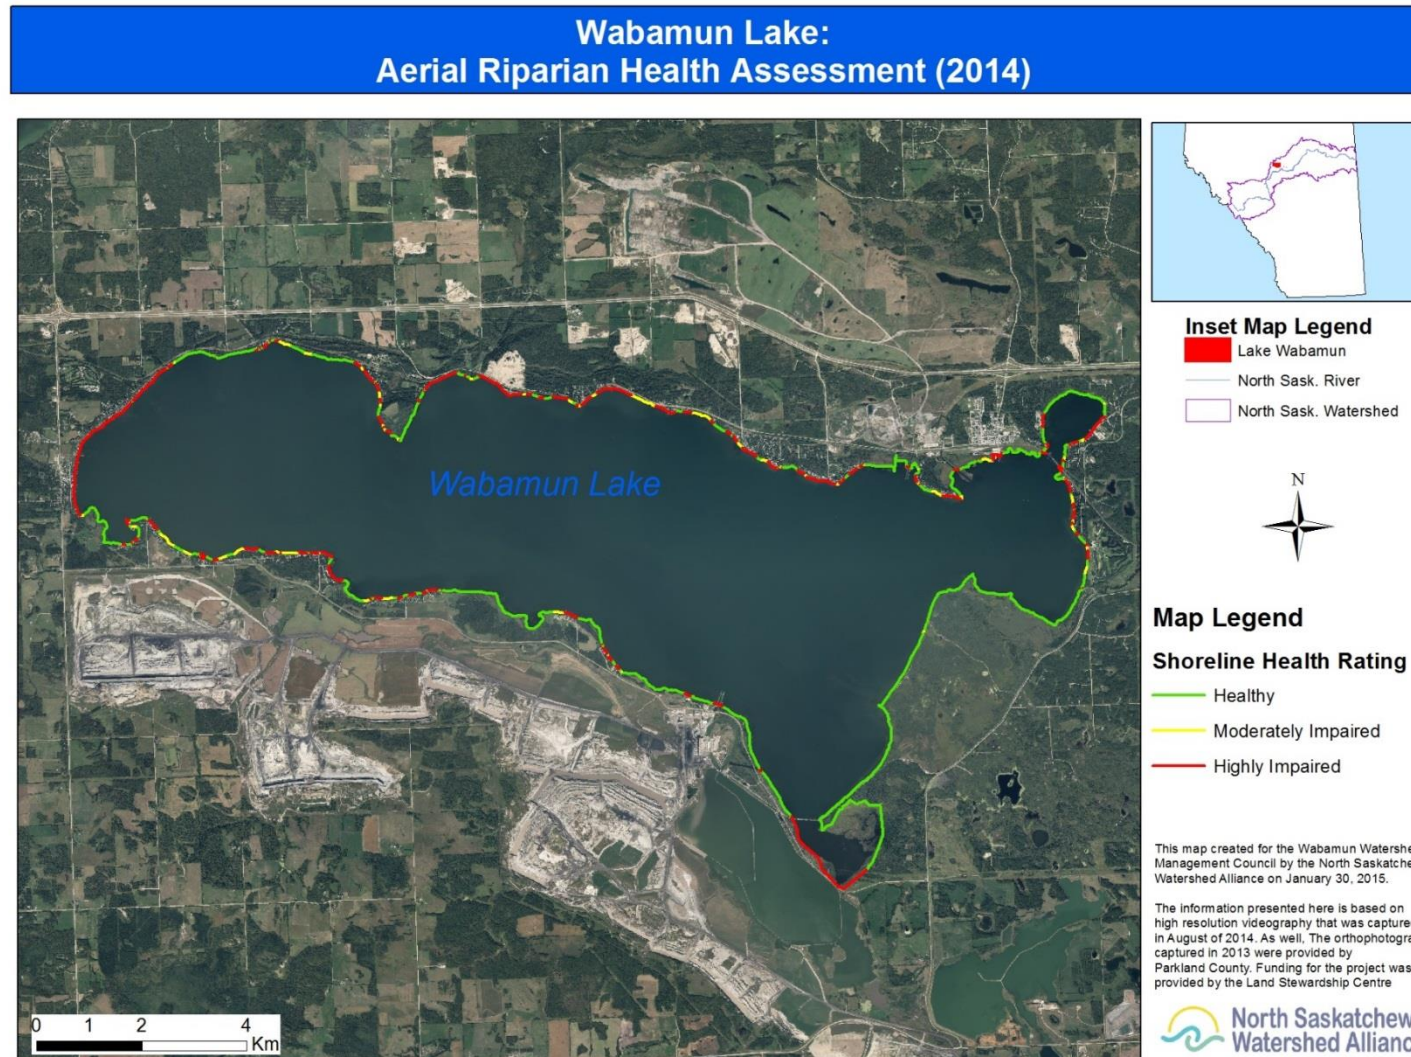 Wabamun Lake:
Aerial Riparian Health Assessment (2014)
Wabamun Lake
Inset Map Legend
Lake Wabamun
North Sask. River
North Sask. Watershed
N
Map Legend
Shoreline Health Rating
Healthy
Moderately Impaired
Highly Impaired
This map created for the Wabamun Watershe
Management Council by the North Saskatche
Watershed Alliance on January 30, 2015.
The information presented here is based on
high resolution videography that was capture
in August of 2014. As well, The orthophotogra
captured in 2013 were provided by
Parkland County. Funding for the project was
provided by the Land Stewardship Centre
North Saskatchew
Watershed Allianc
0 1 2 4
Km